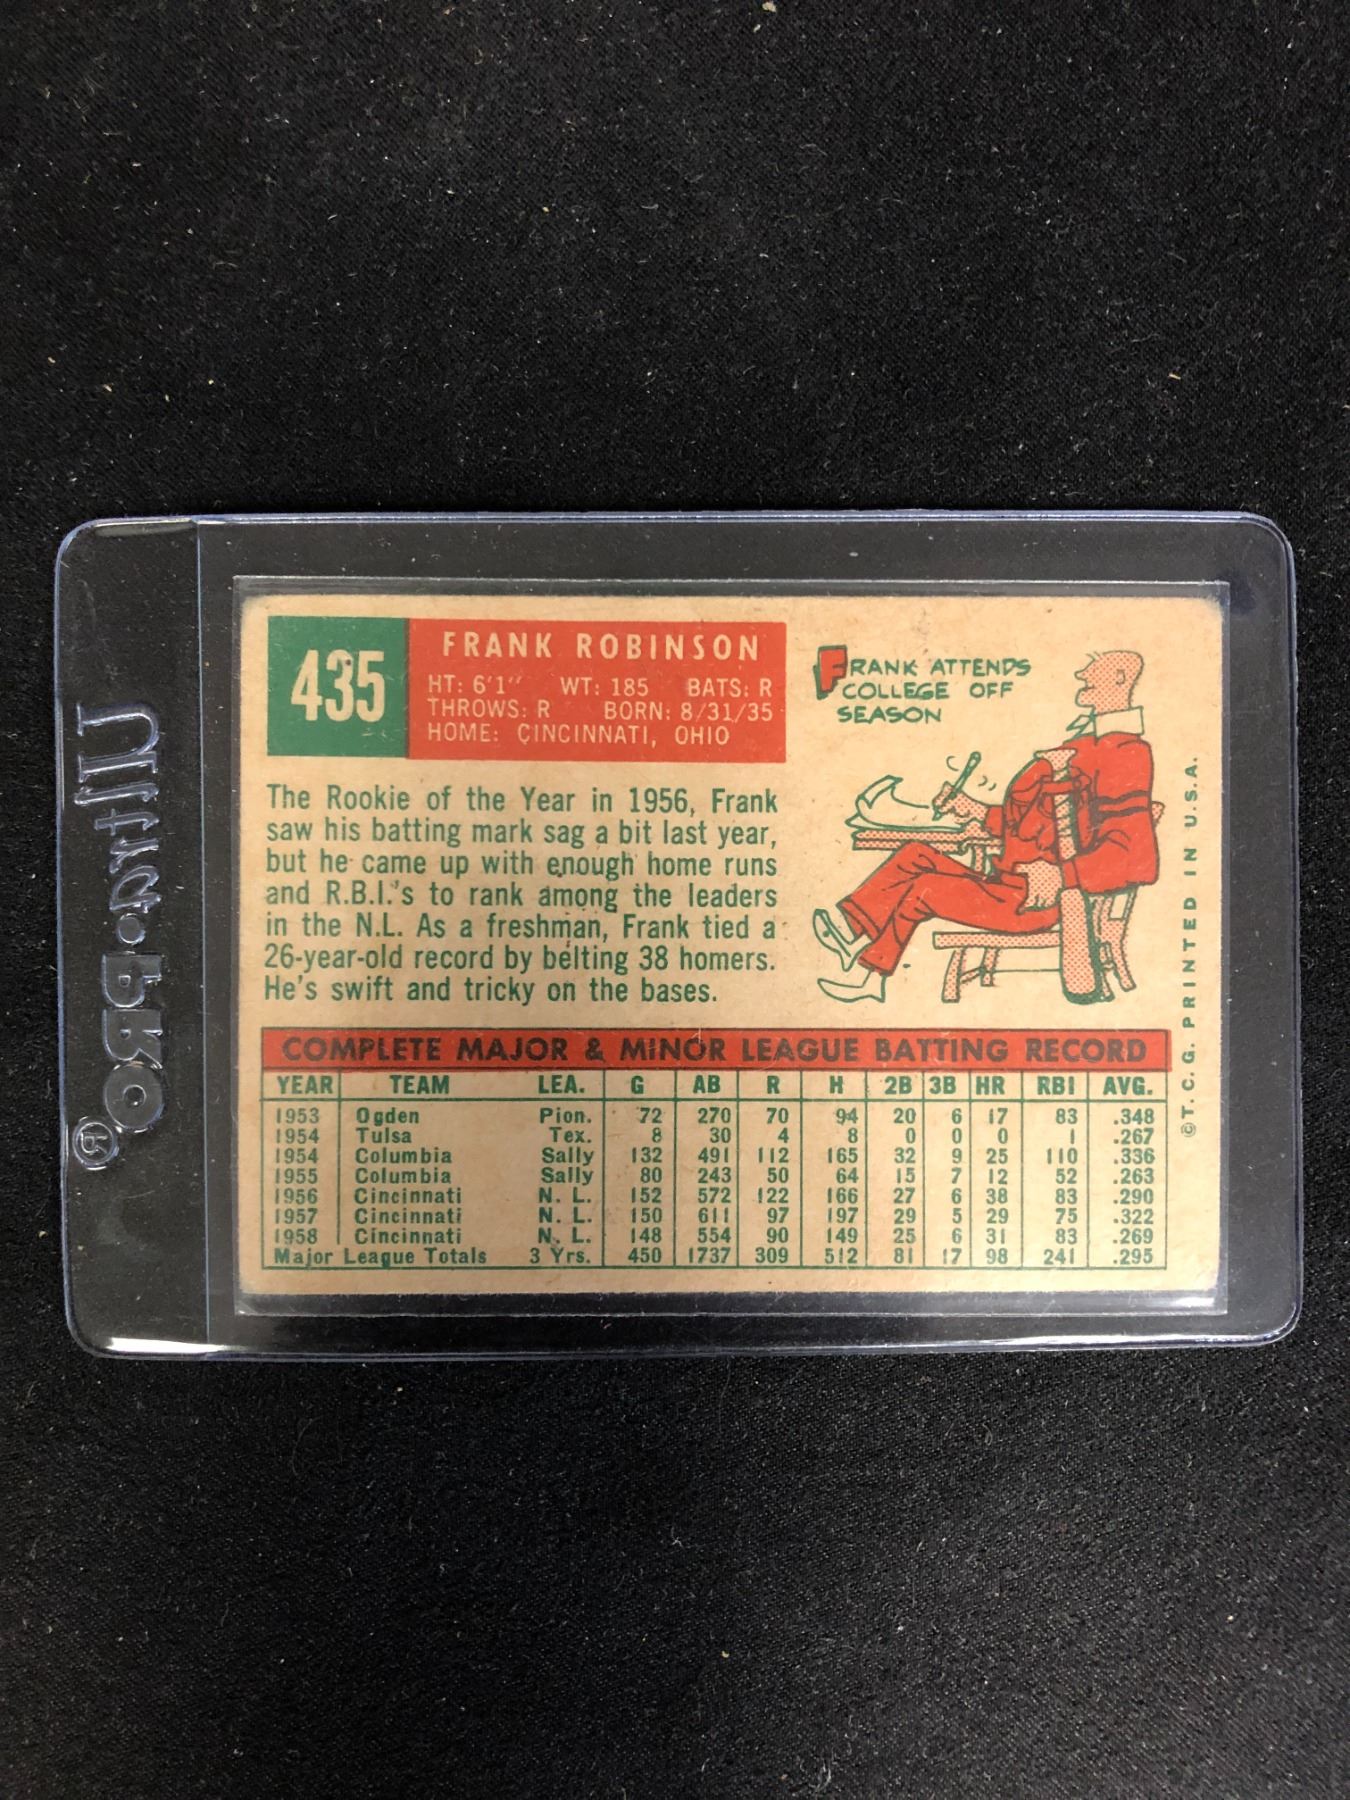 435
FRANK ROBINSON
HT: 6'1" WT: 185 BATS: R
THROWS: R BORN: 8/31/35
HOME: CINCINNATI, OHIO
FRANK ATTENDS
COLLEGE OFF
SEASON
The Rookie of the Year in 1956, Frank
saw his batting mark sag a bit last year,
but he came up with enough home runs
and R.B.I.'s to rank among the leaders
in the N.L. As a freshman, Frank tied a
26-year-old record by belting 38 homers.
He's swift and tricky on the bases.
COMPLETE MAJOR & MINOR LEAGUE BATTING RECORD
YEAR TEAM LEA. G AB R H 2B 3B HR RBI AVG.
1953 Ogden Pion. 72 270 70 94 20 6 17 83 .348
1954 Tulsa Tex. 8 30 4 8 0 0 0 1 .267
1954 Columbia Sally 132 491 112 165 32 9 25 110 .336
1955 Columbia Sally 80 243 50 64 15 7 12 52 .263
1956 Cincinnati N. L. 152 572 122 166 27 6 38 83 .290
1957 Cincinnati N. L. 150 611 97 197 29 5 29 75 .322
1958 Cincinnati N. L. 148 554 90 149 25 6 31 83 .269
Major League Totals 3 Yrs. 450 1737 309 512 81 17 98 241 .295
©T. C. G. PRINTED IN U.S.A.
Ultra•PRO®